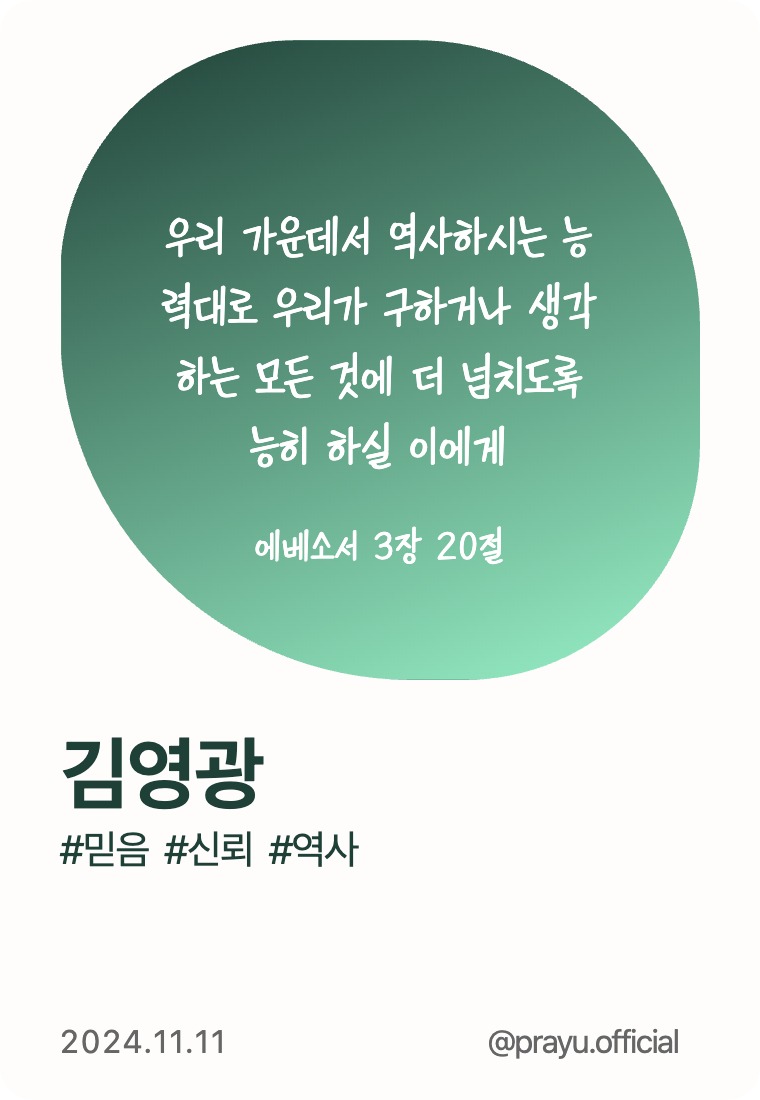 우리 가운데서 역사하시는 능
력대로 우리가 구하거나 생각
하는 모든 것에 더 넘치도록
능히 하실 이에게
에베소서 3장 20절
김영광
#믿음 #신뢰 #역사
2024.11.11
@prayu.official